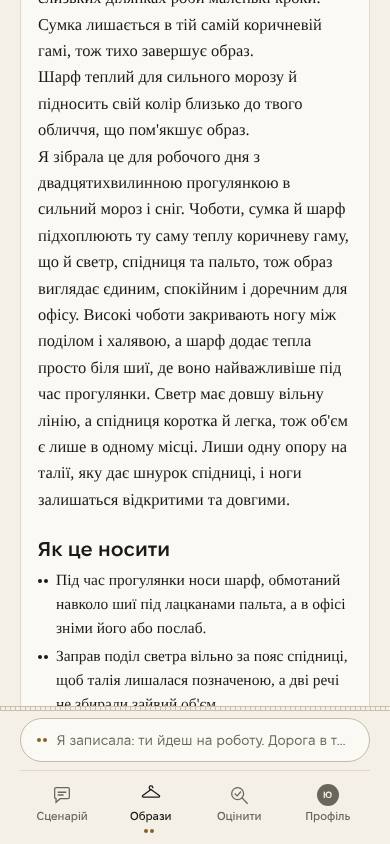 слизьких ділянках роби маленькі кроки.
Сумка лишається в тій самій коричневій
гамі, тож тихо завершує образ.
Шарф теплий для сильного морозу й
підносить свій колір близько до твого
обличчя, що пом'якшує образ.
Я зібрала це для робочого дня з
двадцятихвилинною прогулянкою в
сильний мороз і сніг. Чоботи, сумка й шарф
підхоплюють ту саму теплу коричневу гаму,
що й светр, спідниця та пальто, тож образ
виглядає єдиним, спокійним і доречним для
офісу. Високі чоботи закривають ногу між
поділом і халявою, а шарф додає тепла
просто біля шиї, де воно найважливіше під
час прогулянки. Светр має довшу вільну
лінію, а спідниця коротка й легка, тож об'єм
є лише в одному місці. Лиши одну опору на
талії, яку дає шнурок спідниці, і ноги
залишаться відкритими та довгими.
Як це носити
•• Під час прогулянки носи шарф, обмотаний
навколо шиї під лацканами пальта, а в офісі
зніми його або послаб.
•• Заправ поділ светра вільно за пояс спідниці,
щоб талія лишалася позначеною, а дві речі
не збирали зайвий об'єм.
•• Я записала: ти йдеш на роботу. Дорога в т...
Сценарій
Образи
Оцінити
Ю
Профіль